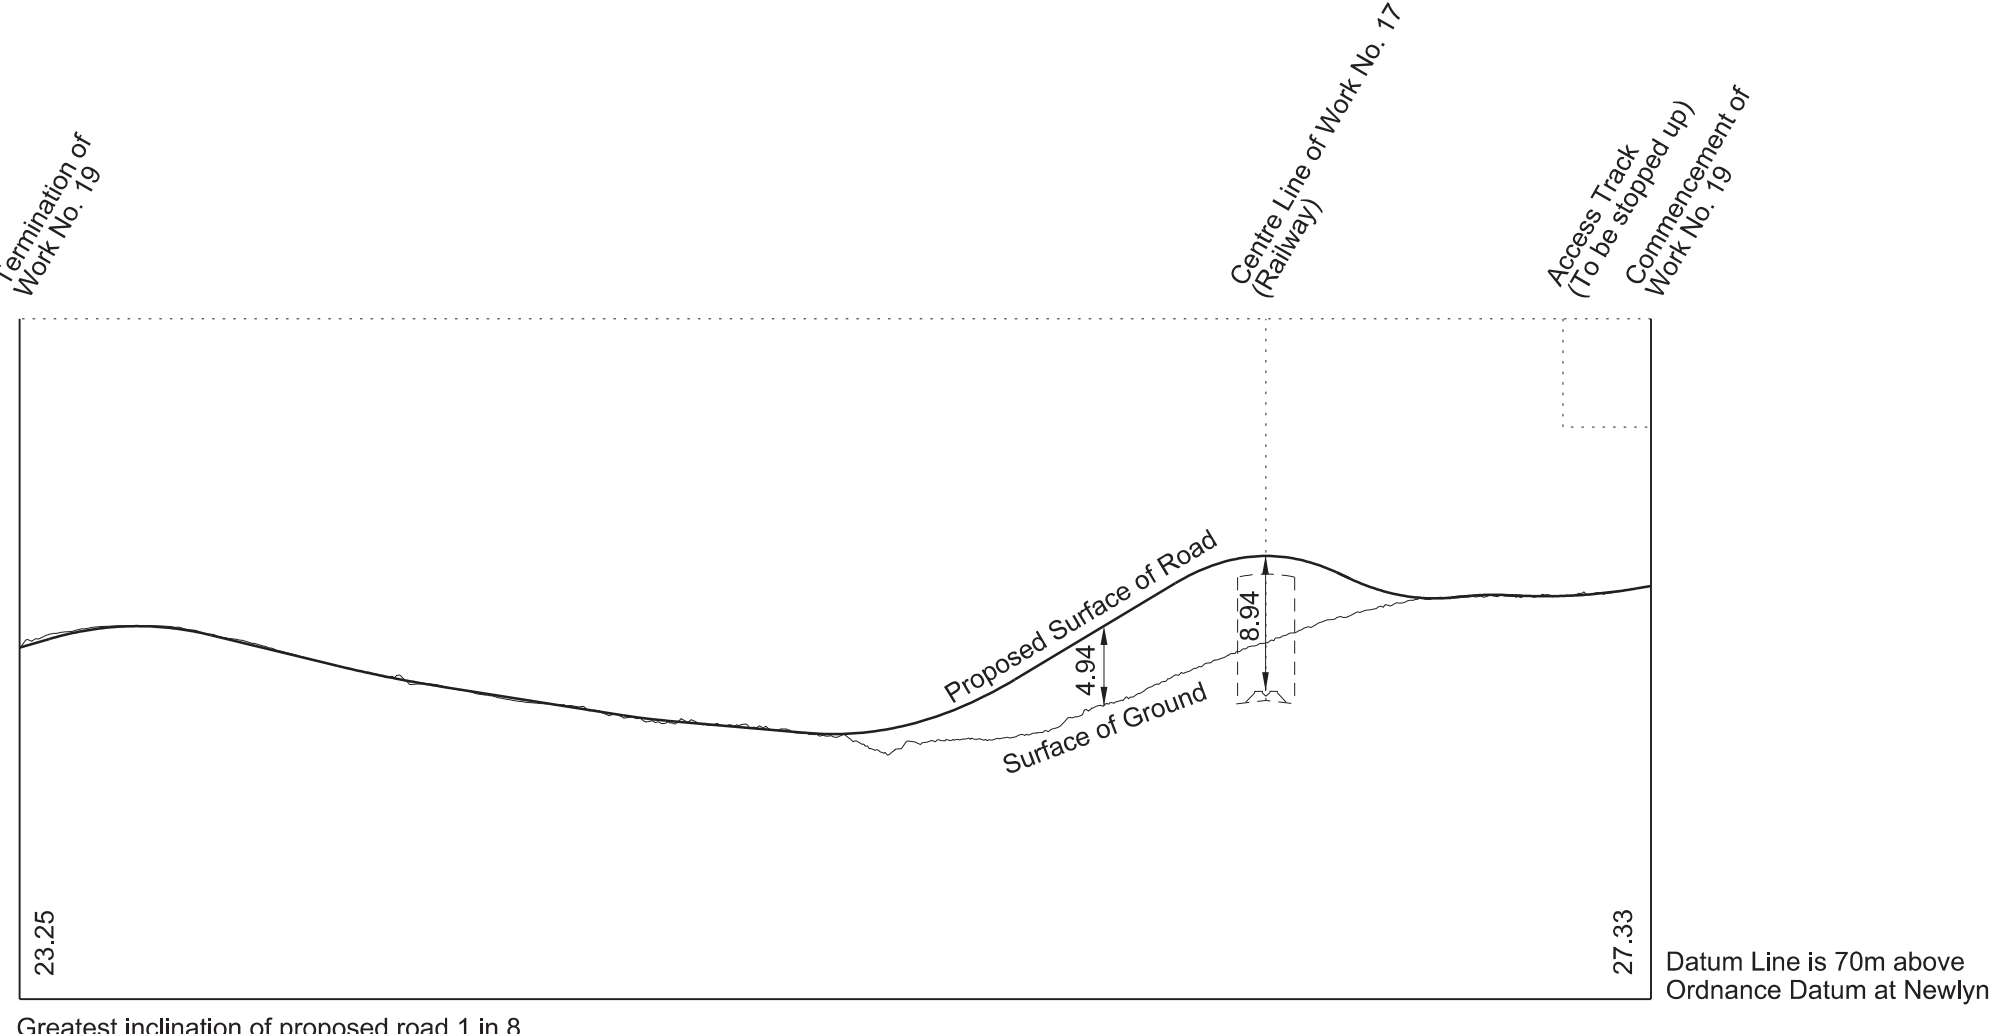 Termination of
Work No. 19
Centre Line of Work No. 17
(Railway)
Access Track
(To be stopped up)
Commencement of
Work No. 19
Proposed Surface of Road
4.94
8.94
Surface of Ground
23.25
27.33
Datum Line is 70m above
Ordnance Datum at Newlyn
Greatest inclination of proposed road 1 in 8